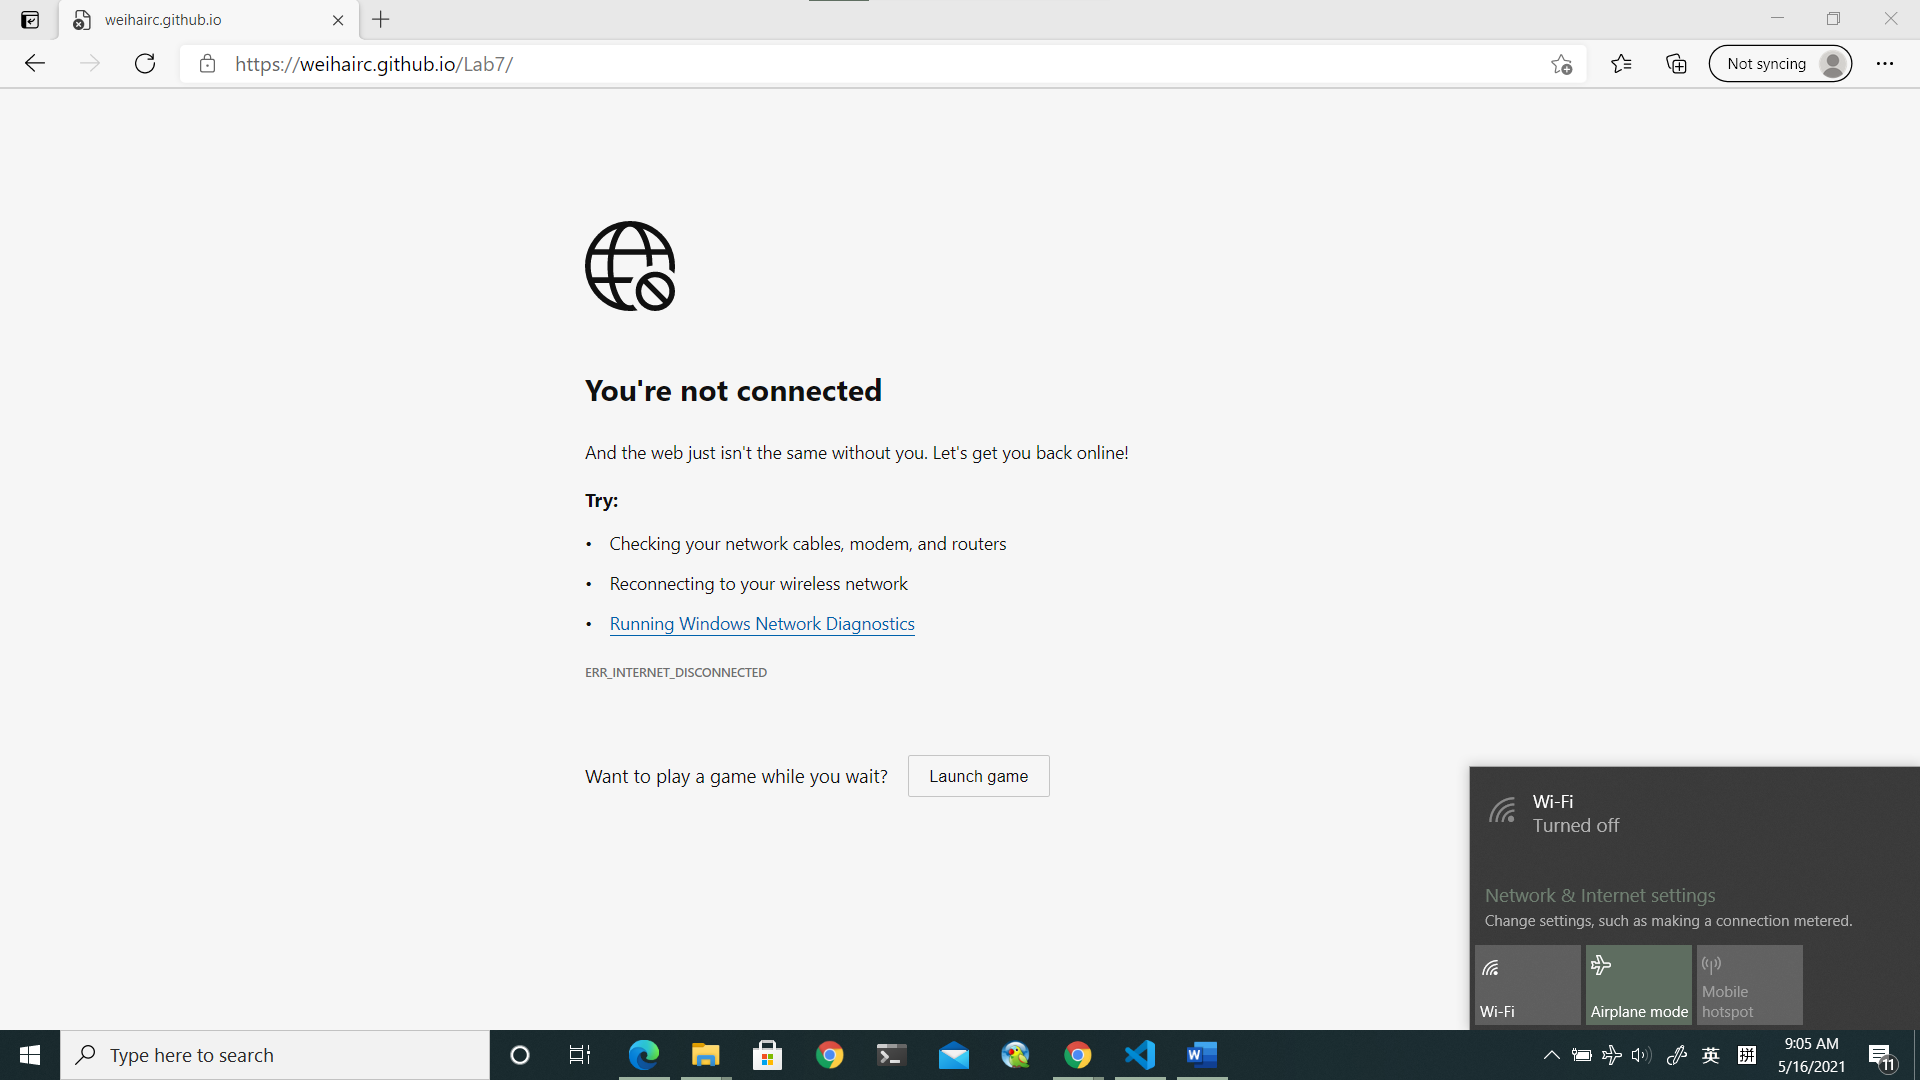 weihairc.github.io
https://weihairc.github.io/Lab7/
Not syncing
You're not connected
And the web just isn't the same without you. Let's get you back online!
Try:
• Checking your network cables, modem, and routers
• Reconnecting to your wireless network
• Running Windows Network Diagnostics
ERR_INTERNET_DISCONNECTED
Want to play a game while you wait?
Launch game
Wi-Fi
Turned off
Network & Internet settings
Change settings, such as making a connection metered.
Wi-Fi
Airplane mode
Mobile
hotspot
Type here to search
英
拼
9:05 AM
5/16/2021
11